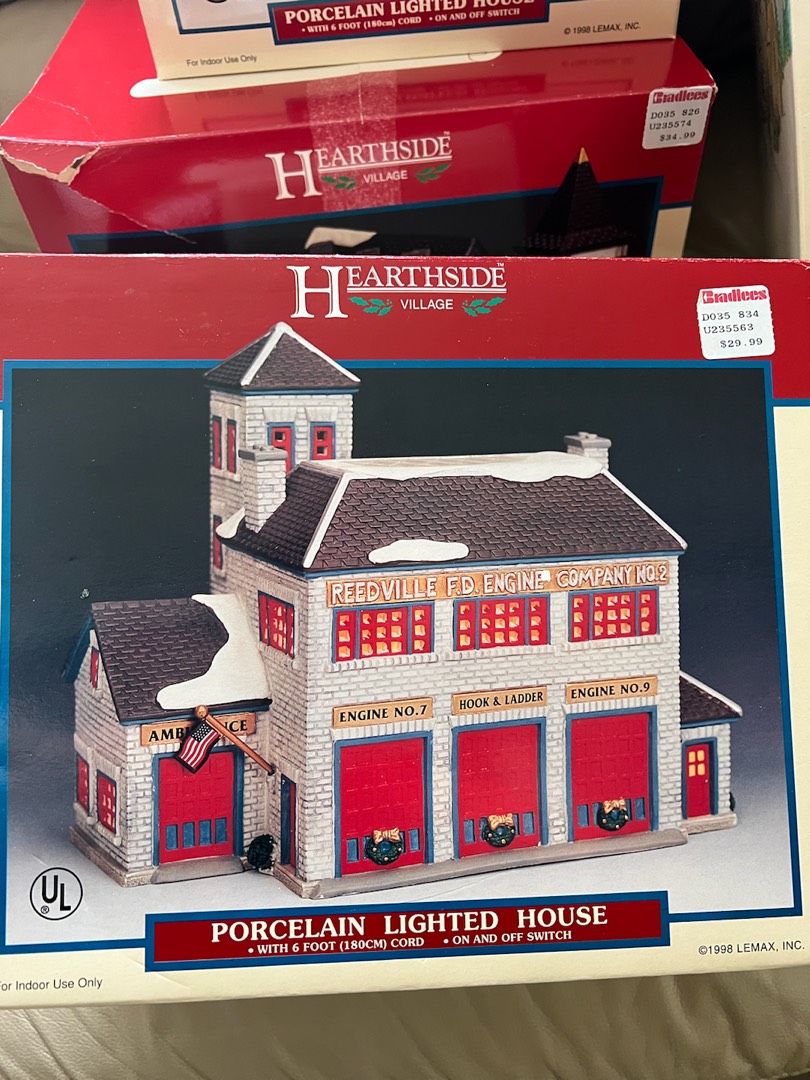 PORCELAIN LIGHTED HOUSE
• WITH 6 FOOT (180cm) CORD • ON AND OFF SWITCH
For Indoor Use Only
© 1998 LEMAX, INC.
Bradlees
D035 826
U235574
$34.99
HEARTHSIDE™
VILLAGE
HEARTHSIDE™
VILLAGE
Bradlees
D035 834
U235563
$29.99
REEDVILLE F.D. ENGINE COMPANY NO.2
ENGINE NO.7
HOOK & LADDER
ENGINE NO.9
UL
®
PORCELAIN LIGHTED HOUSE
• WITH 6 FOOT (180CM) CORD • ON AND OFF SWITCH
©1998 LEMAX, INC.
For Indoor Use Only